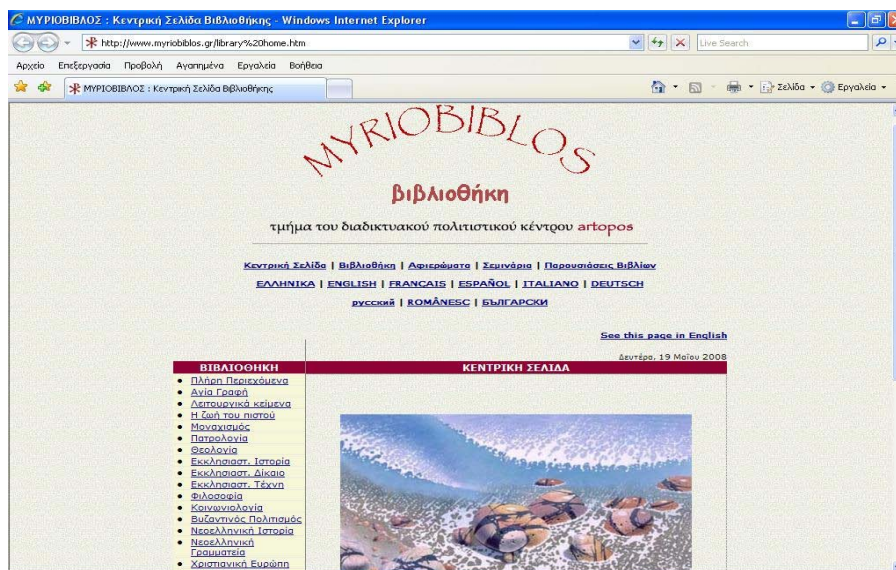 ΜΥΡΙΟΒΙΒΛΟΣ : Κεντρική Σελίδα Βιβλιοθήκης - Windows Internet Explorer
http://www.myriobiblos.gr/library%20home.htm
Live Search
Αρχείο Επεξεργασία Προβολή Αγαπημένα Εργαλεία Βοήθεια
ΜΥΡΙΟΒΙΒΛΟΣ : Κεντρική Σελίδα Βιβλιοθήκης
Σελίδα Εργαλεία
MYRIOBIBLOS
βιβλιοθήκη
τμήμα του διαδικτυακού πολιτιστικού κέντρου artopos
Κεντρική Σελίδα | Βιβλιοθήκη | Αφιερώματα | Σεμινάρια | Παρουσιάσεις Βιβλίων
ΕΛΛΗΝΙΚΑ | ENGLISH | FRANCAIS | ESPAÑOL | ITALIANO | DEUTSCH
русский | ROMÂNESC | БЪЛГАРСКИ
See this page in English
Δευτέρα, 19 Μαΐου 2008
ΒΙΒΛΙΟΘΗΚΗ
ΚΕΝΤΡΙΚΗ ΣΕΛΙΔΑ
Πλήρη Περιεχόμενα
Αγία Γραφή
Λειτουργικά κείμενα
Η ζωή του πιστού
Μοναχισμός
Πατρολογία
Θεολογία
Εκκλησιαστ. Ιστορία
Εκκλησιαστ. Δίκαιο
Εκκλησιαστ. Τέχνη
Φιλοσοφία
Κοινωνιολογία
Βυζαντινός Πολιτισμός
Νεοελληνική Ιστορία
Νεοελληνική
Γραμματεία
Χριστιανική Ευρώπη